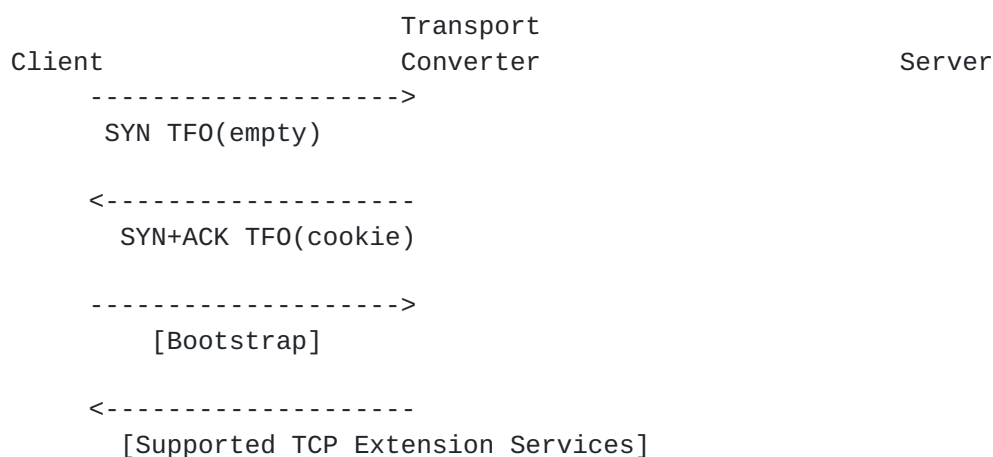 Transport
Client Converter Server
-------------------->
SYN TFO(empty)
<--------------------
SYN+ACK TFO(cookie)
-------------------->
[Bootstrap]
<--------------------
[Supported TCP Extension Services]